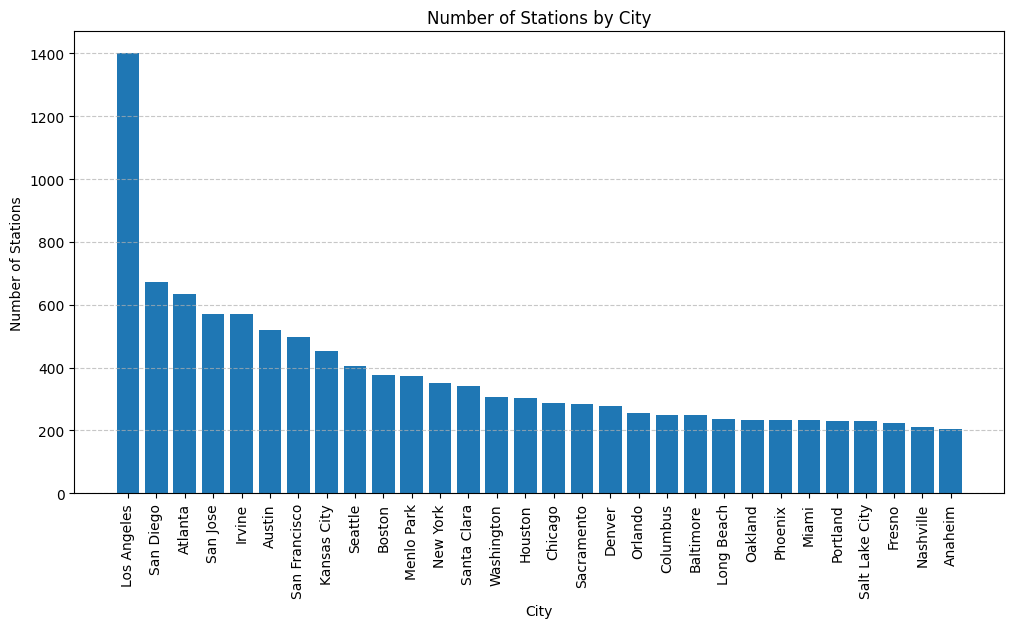 Number of Stations by City
Number of Stations
1400
1200
1000
800
600
400
200
0
Los Angeles
San Diego
Atlanta
San Jose
Irvine
Austin
San Francisco
Kansas City
Seattle
Boston
Menlo Park
New York
Santa Clara
Washington
Houston
Chicago
Sacramento
Denver
Orlando
Columbus
Baltimore
Long Beach
Oakland
Phoenix
Miami
Portland
Salt Lake City
Fresno
Nashville
Anaheim
City